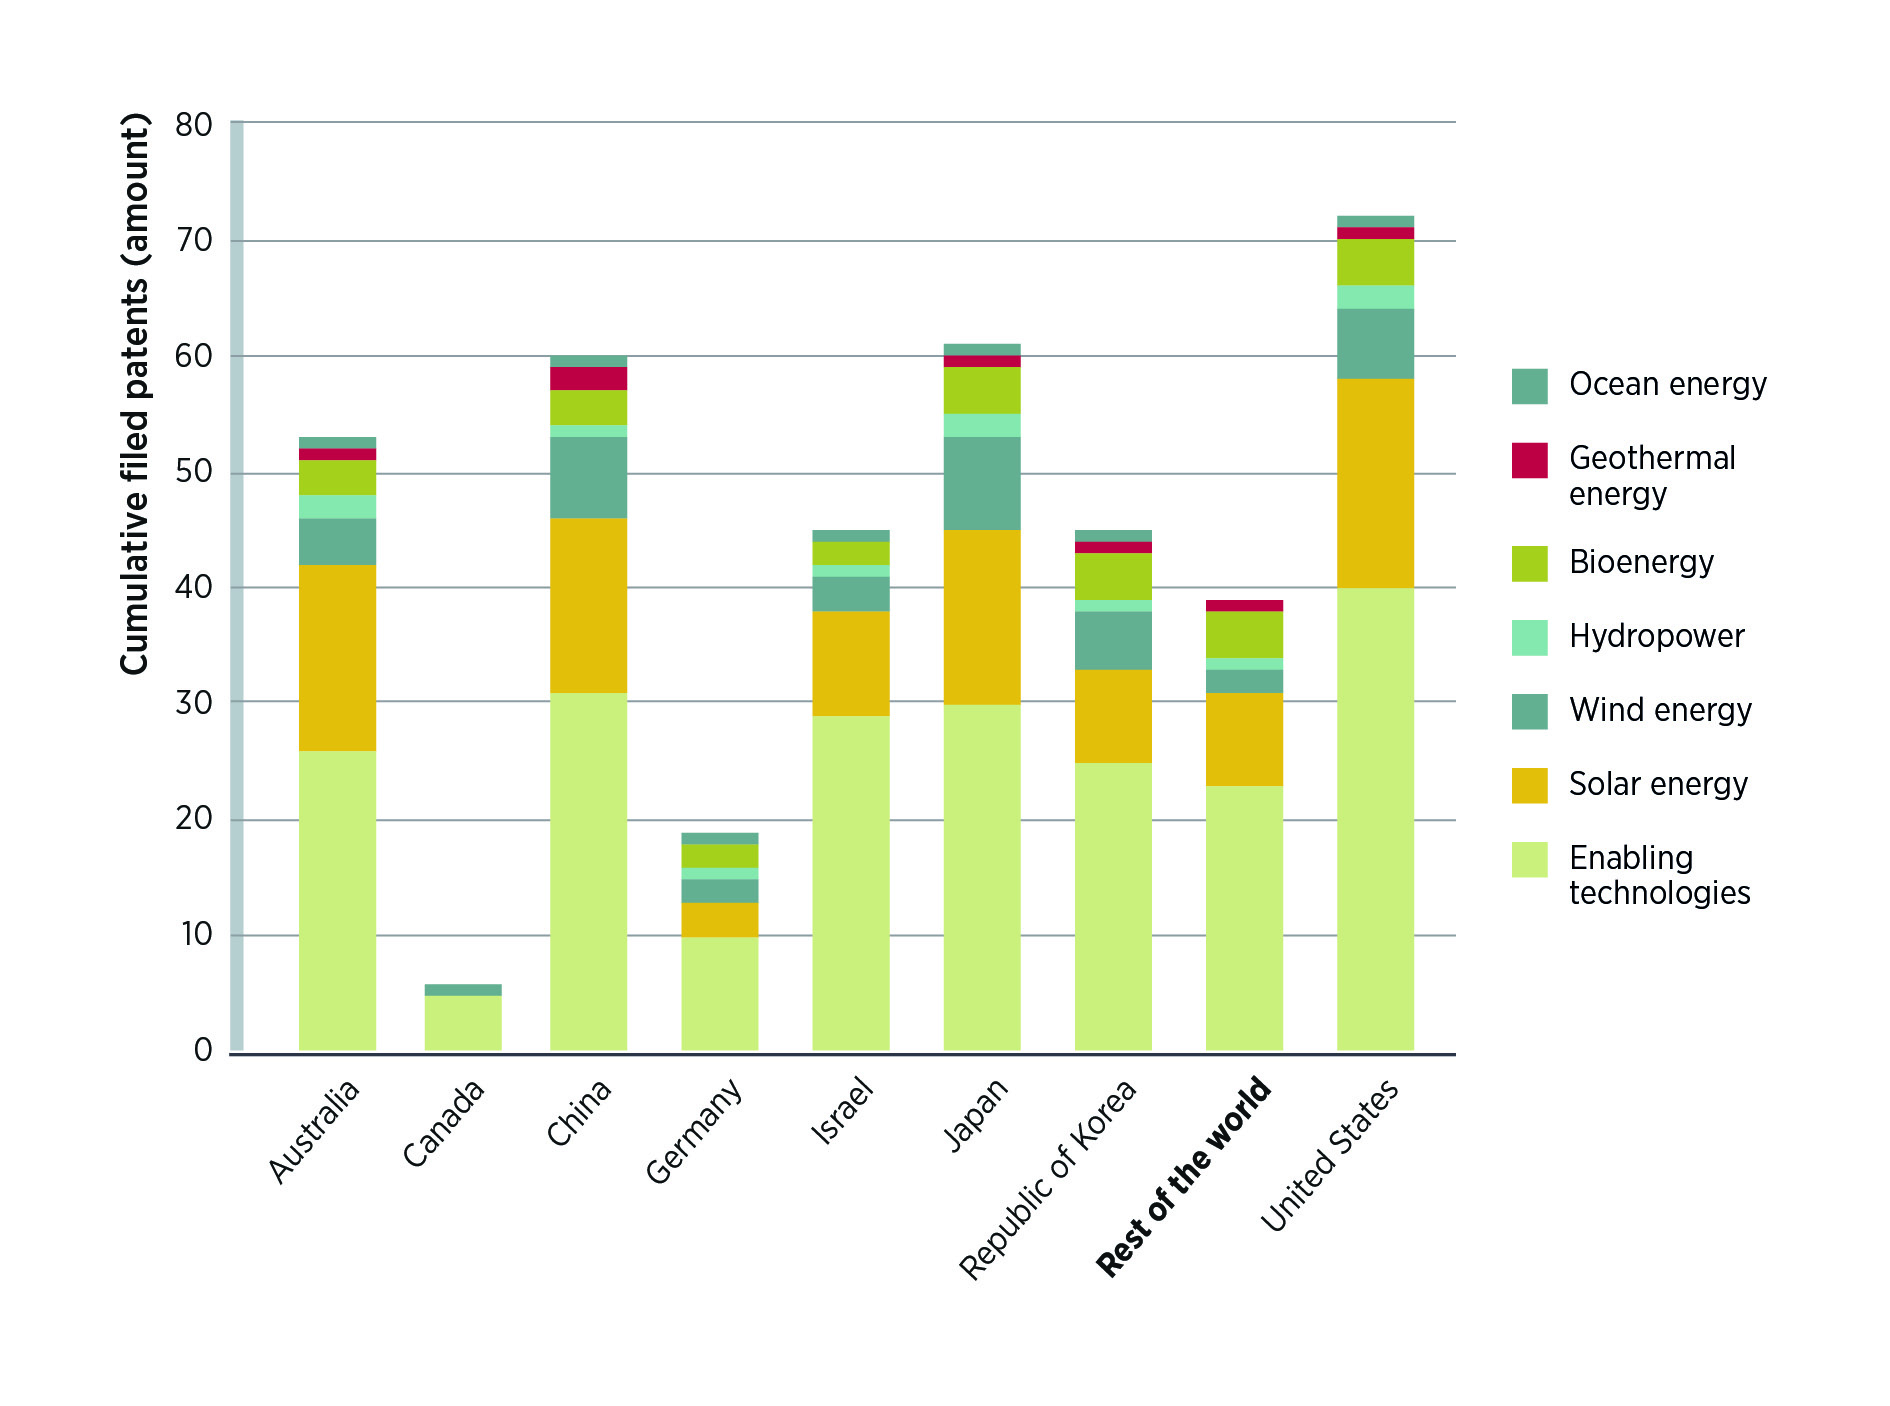 Cumulative filed patents (amount)
80
70
60
50
40
30
20
10
0
Australia
Canada
China
Germany
Israel
Japan
Republic of Korea
Rest of the world
United States
Ocean energy
Geothermal
energy
Bioenergy
Hydropower
Wind energy
Solar energy
Enabling
technologies